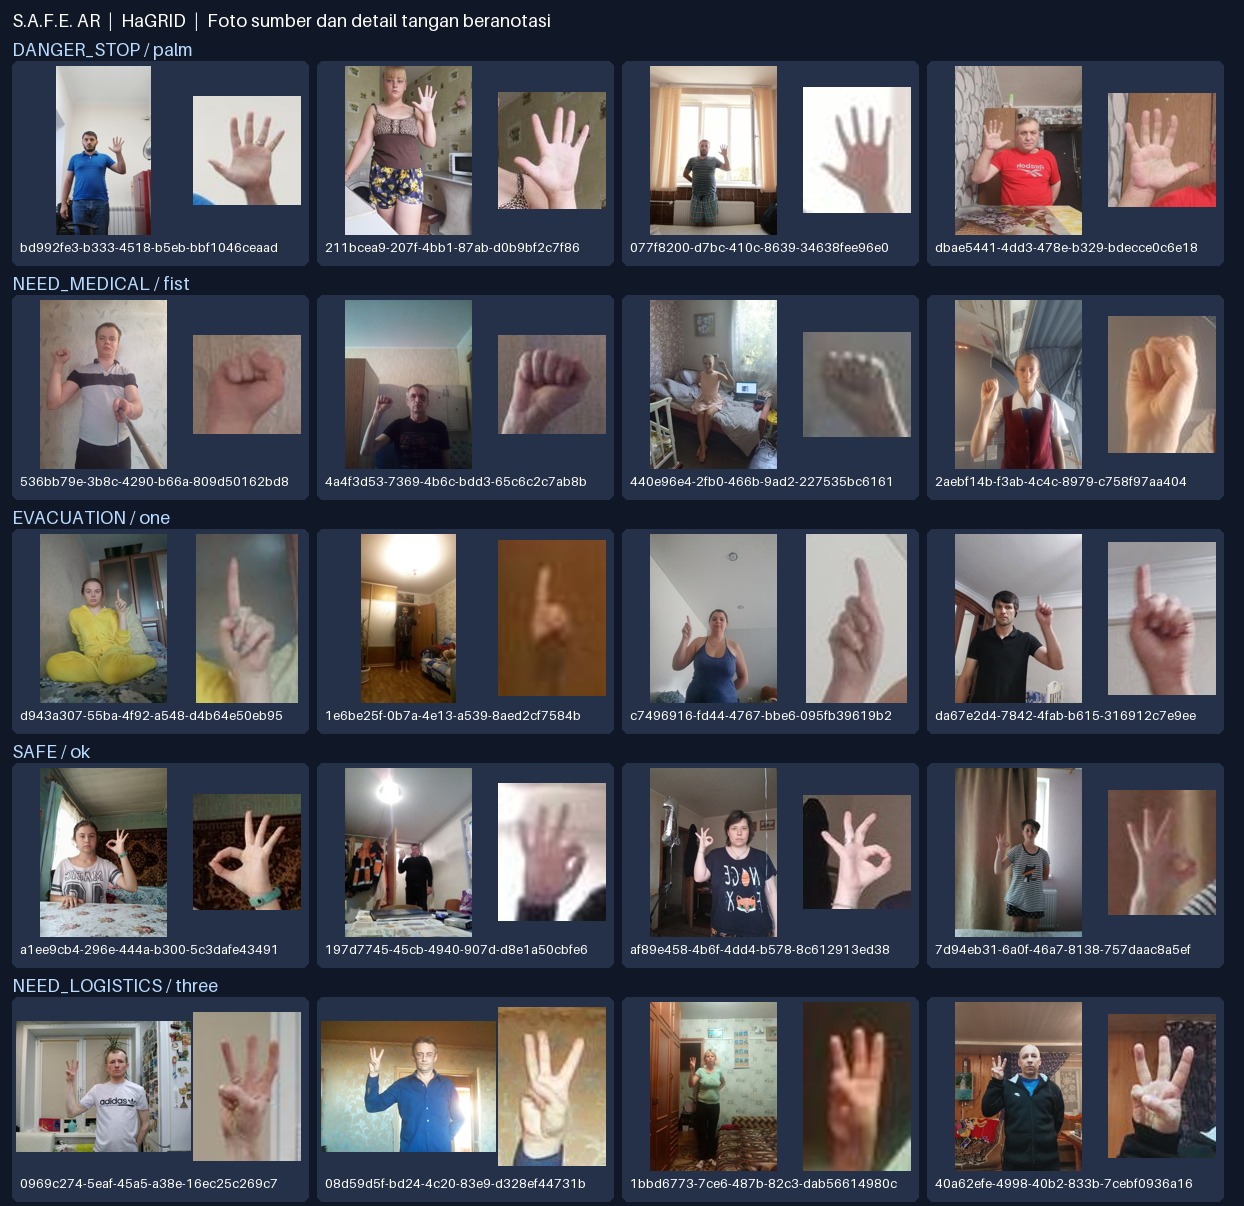 S.A.F.E. AR | HaGRID | Foto sumber dan detail tangan beranotasi
DANGER_STOP / palm
bd992fe3-b333-4518-b5eb-bbf1046ceaad
211bcea9-207f-4bb1-87ab-d0b9bf2c7f86
077f8200-d7bc-410c-8639-34638fee96e0
dbae5441-4dd3-478e-b329-bdecce0c6e18
NEED_MEDICAL / fist
536bb79e-3b8c-4290-b66a-809d50162bd8
4a4f3d53-7369-4b6c-bdd3-65c6c2c7ab8b
440e96e4-2fb0-466b-9ad2-227535bc6161
2aebf14b-f3ab-4c4c-8979-c758f97aa404
EVACUATION / one
d943a307-55ba-4f92-a548-d4b64e50eb95
1e6be25f-0b7a-4e13-a539-8aed2cf7584b
c7496916-fd44-4767-bbe6-095fb39619b2
da67e2d4-7842-4fab-b615-316912c7e9ee
SAFE / ok
a1ee9cb4-296e-444a-b300-5c3dafe43491
197d7745-45cb-4940-907d-d8e1a50cbfe6
af89e458-4b6f-4dd4-b578-8c612913ed38
7d94eb31-6a0f-46a7-8138-757daac8a5ef
NEED_LOGISTICS / three
adidas
0969c274-5eaf-45a5-a38e-16ec25c269c7
08d59d5f-bd24-4c20-83e9-d328ef44731b
1bbd6773-7ce6-487b-82c3-dab56614980c
40a62efe-4998-40b2-833b-7cebf0936a16